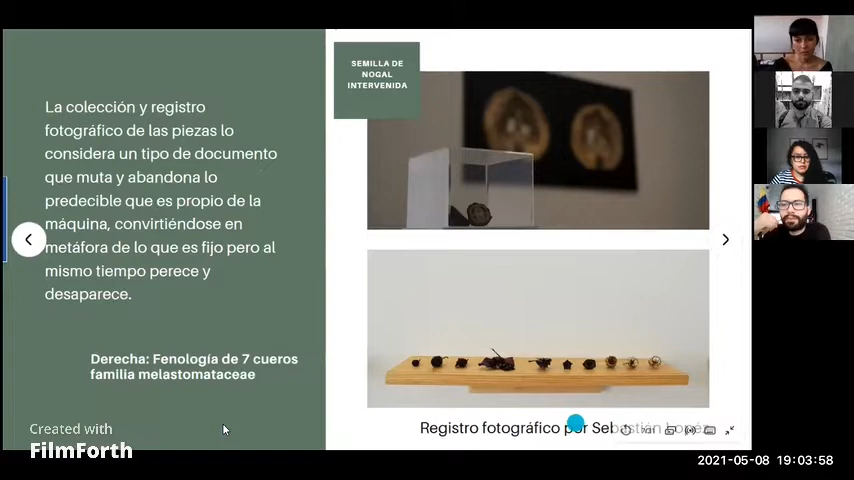 SEMILLA DE
NOGAL
INTERVENIDA
La colección y registro
fotográfico de las piezas lo
considera un tipo de documento
que muta y abandona lo
predecible que es propio de la
máquina, convirtiéndose en
metáfora de lo que es fijo pero al
mismo tiempo perece y
desaparece.
Derecha: Fenología de 7 cueros
familia melastomataceae
Registro fotográfico por Sebastián
Created with
FilmForth
2021-05-08 19:03:58